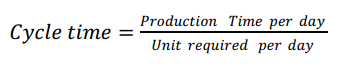 Cycle time = Production Time per day / Unit required per day